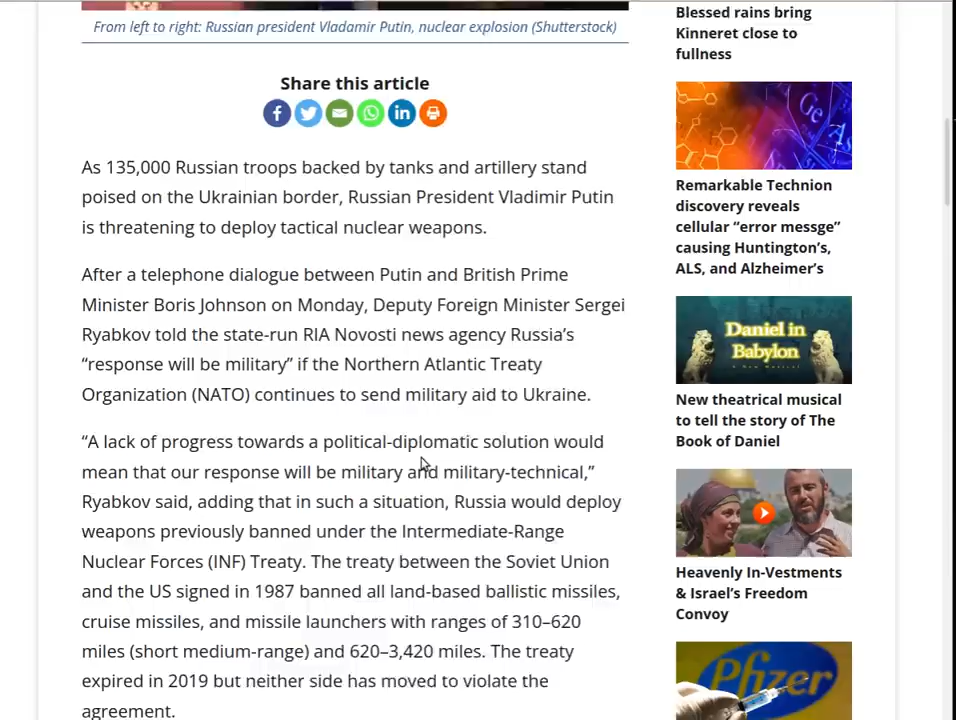 From left to right: Russian president Vladamir Putin, nuclear explosion (Shutterstock)
Share this article
As 135,000 Russian troops backed by tanks and artillery stand
poised on the Ukrainian border, Russian President Vladimir Putin
is threatening to deploy tactical nuclear weapons.
After a telephone dialogue between Putin and British Prime
Minister Boris Johnson on Monday, Deputy Foreign Minister Sergei
Ryabkov told the state-run RIA Novosti news agency Russia’s
“response will be military” if the Northern Atlantic Treaty
Organization (NATO) continues to send military aid to Ukraine.
“A lack of progress towards a political-diplomatic solution would
mean that our response will be military and military-technical,”
Ryabkov said, adding that in such a situation, Russia would deploy
weapons previously banned under the Intermediate-Range
Nuclear Forces (INF) Treaty. The treaty between the Soviet Union
and the US signed in 1987 banned all land-based ballistic missiles,
cruise missiles, and missile launchers with ranges of 310–620
miles (short medium-range) and 620–3,420 miles. The treaty
expired in 2019 but neither side has moved to violate the
agreement.
Blessed rains bring
Kinneret close to
fullness
Ge
As
Remarkable Technion
discovery reveals
cellular “error messge”
causing Huntington’s,
ALS, and Alzheimer’s
Daniel in
Babylon
A New Musical
New theatrical musical
to tell the story of The
Book of Daniel
Heavenly In-Vestments
& Israel’s Freedom
Convoy
Pfizer